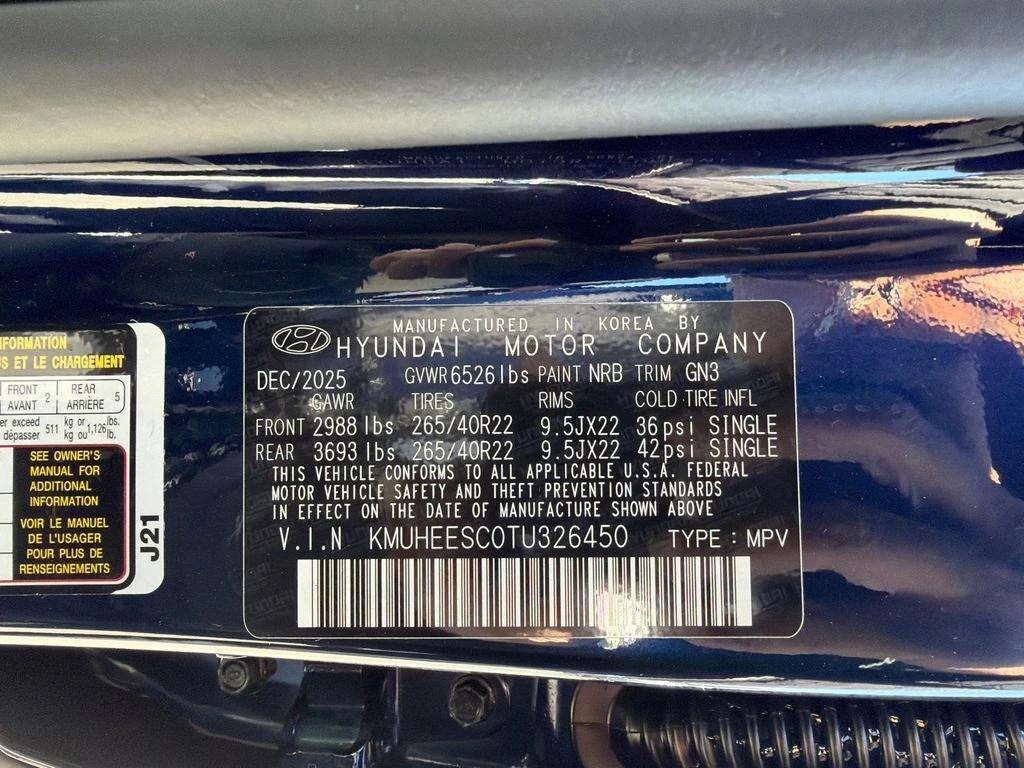 NFORMATION
US ET LE CHARGEMENT
FRONT
AVANT 2
REAR
ARRIÈRE 5
er exceed
dépasser 511 kg or
kg ou 1,126 lbs.
lb.
SEE OWNER'S
MANUAL FOR
ADDITIONAL
INFORMATION
VOIR LE MANUEL
DE L'USAGER
POUR PLUS DE
RENSEIGNEMENTS
J21
MANUFACTURED IN KOREA BY
HYUNDAI MOTOR COMPANY
DEC/2025 GVWR 6526 lbs PAINT NRB TRIM GN3
GAWR TIRES RIMS COLD TIRE INFL
FRONT 2988 lbs 265/40R22 9.5JX22 36psi SINGLE
REAR 3693 lbs 265/40R22 9.5JX22 42psi SINGLE
THIS VEHICLE CONFORMS TO ALL APPLICABLE U.S.A. FEDERAL
MOTOR VEHICLE SAFETY AND THEFT PREVENTION STANDARDS
IN EFFECT ON THE DATE OF MANUFACTURE SHOWN ABOVE
V.I.N KMUHEESC0TU326450 TYPE : MPV